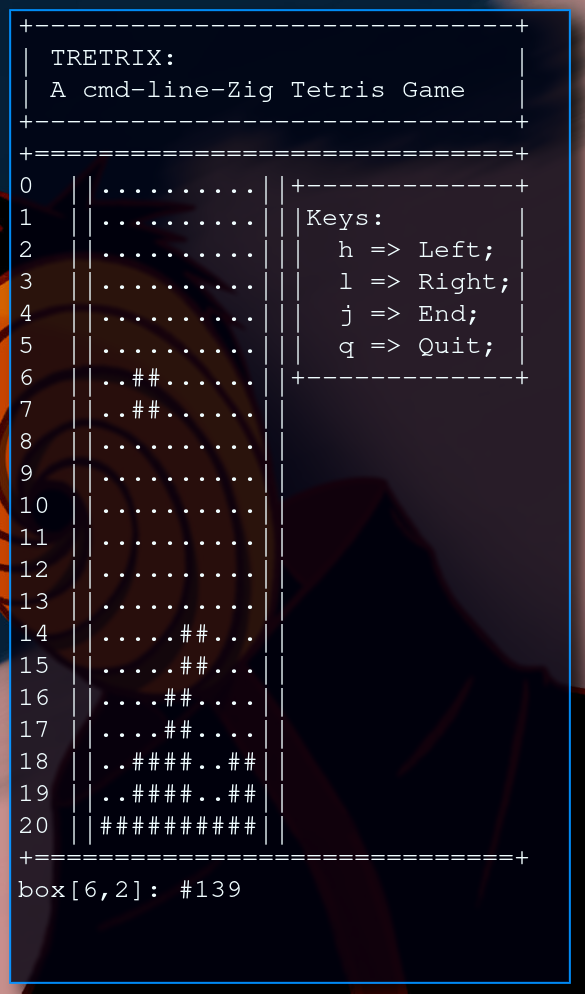 +------------------------------+
| TRETRIX:                     |
| A cmd-line-Zig Tetris Game   |
+------------------------------+
+==============================+
0  ||..........||+--------------+
1  ||..........|||Keys:         |
2  ||..........|||  h => Left;  |
3  ||..........|||  l => Right;|
4  ||..........|||  j => End;   |
5  ||..........|||  q => Quit;  |
6  ||..##......||+--------------+
7  ||..##......||
8  ||..........||
9  ||..........||
10 ||..........||
11 ||..........||
12 ||..........||
13 ||..........||
14 ||.....##...||
15 ||.....##...||
16 ||....##....||
17 ||....##....||
18 ||..####..##||
19 ||..####..##||
20 ||##########||
+==============================+
box[6,2]: #139